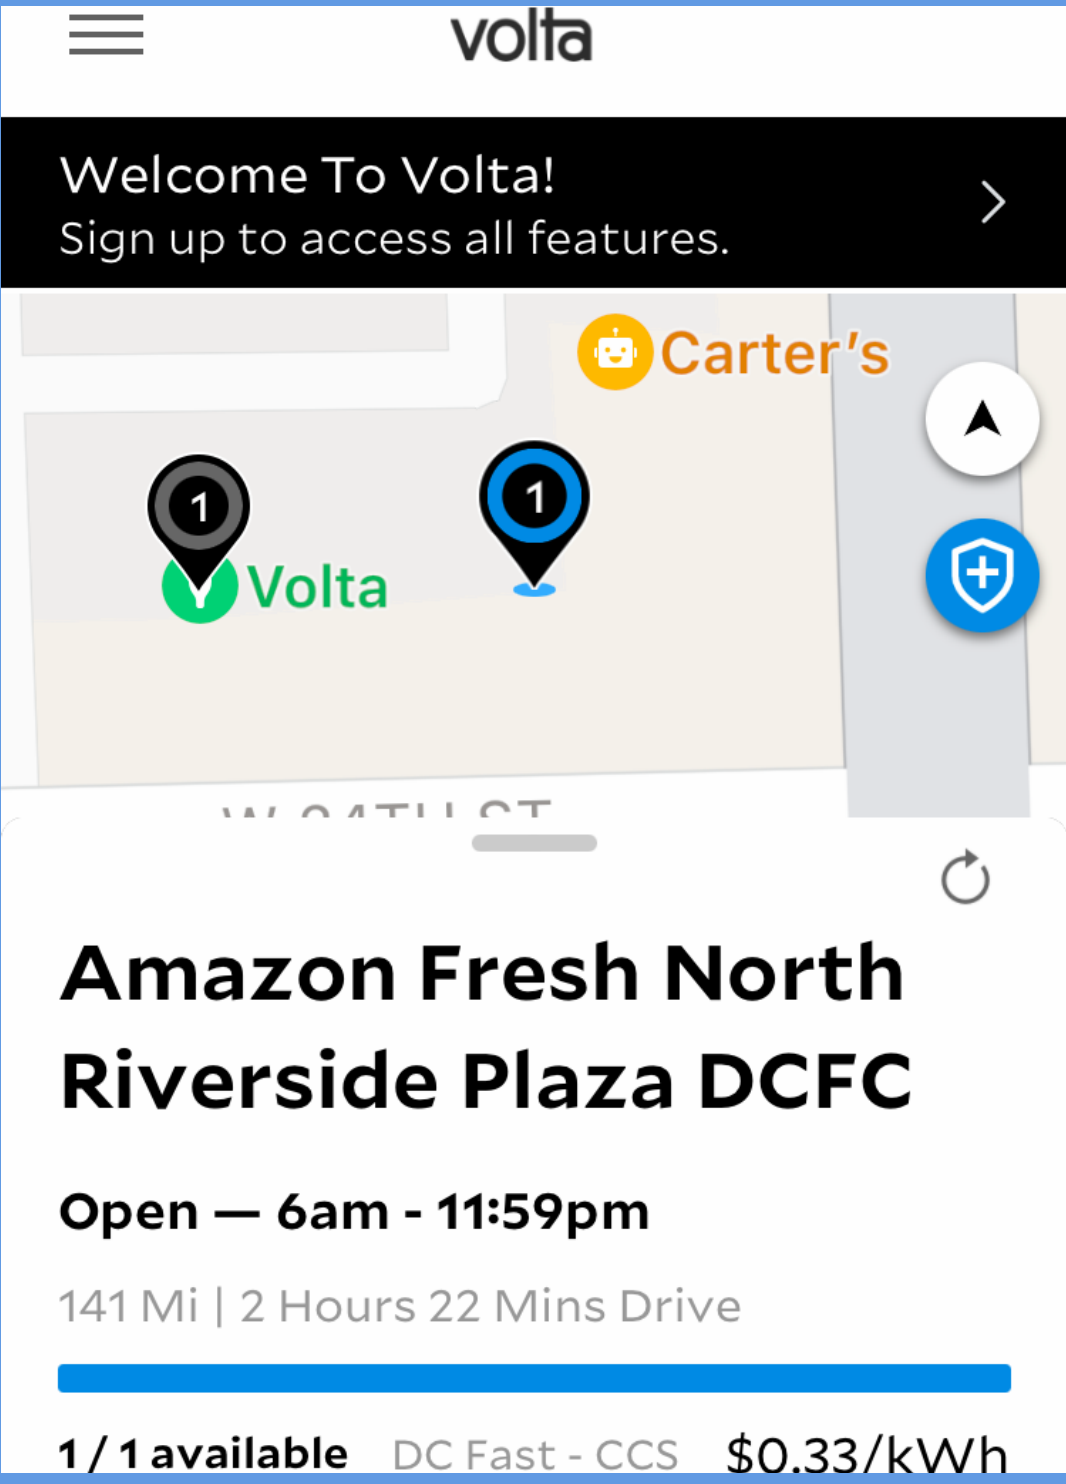 volta
Welcome To Volta!
Sign up to access all features.
Carter's
1
1
Volta
ST
Amazon Fresh North
Riverside Plaza DCFC
Open — 6am - 11:59pm
141 Mi | 2 Hours 22 Mins Drive
1 / 1 available DC Fast - CCS $0.33/kWh